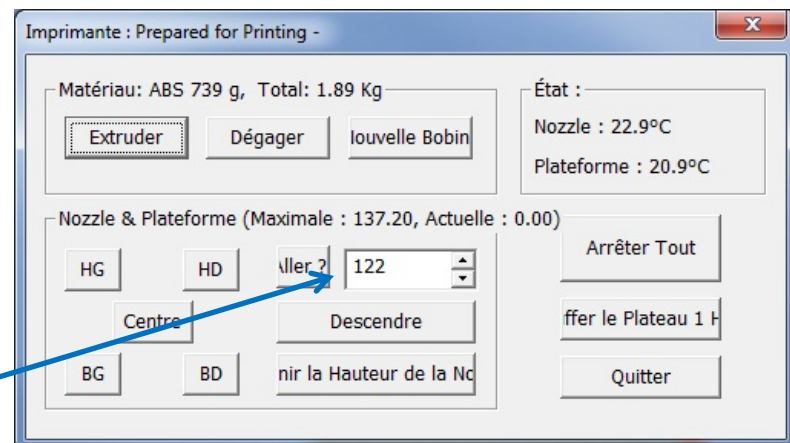 Imprimante : Prepared for Printing -
Matériau: ABS 739 g, Total: 1.89 Kg
État :
Extruder Dégager louvelle Bobin
Nozzle : 22.9°C
Plateforme : 20.9°C
Nozzle & Plateforme (Maximale : 137.20, Actuelle : 0.00)
HG HD Aller ? 122
Arrêter Tout
Centre Descendre
ffer le Plateau 1 H
BG BD nir la Hauteur de la No
Quitter